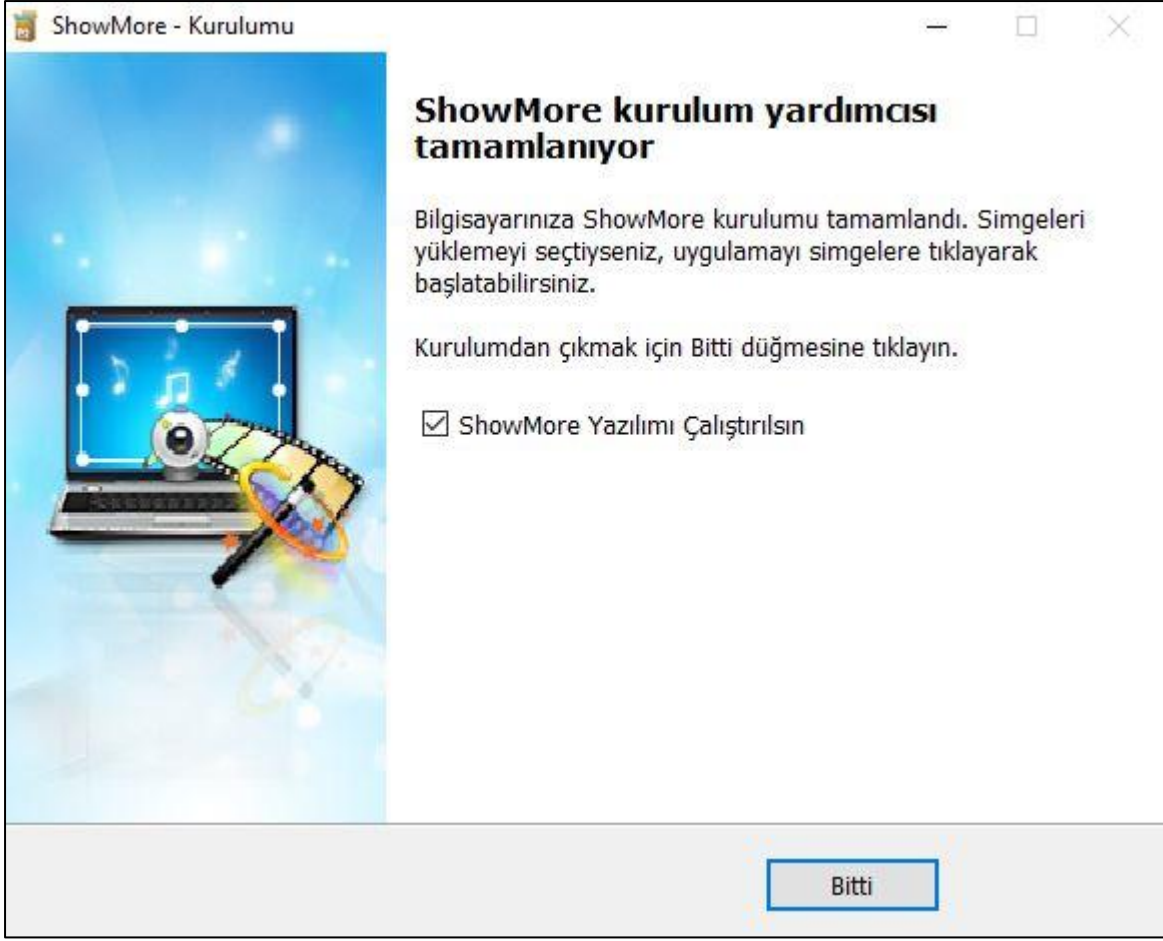 ShowMore - Kurulumu
ShowMore kurulum yardımcısı
tamamlanıyor
Bilgisayarınıza ShowMore kurulumu tamamlandı. Simgeleri
yüklemeyi seçtiyseniz, uygulamayı simgelere tıklayarak
başlatabilirsiniz.
Kurulumdan çıkmak için Bitti düğmesine tıklayın.
ShowMore Yazılımı Çalıştırılsın
Bitti